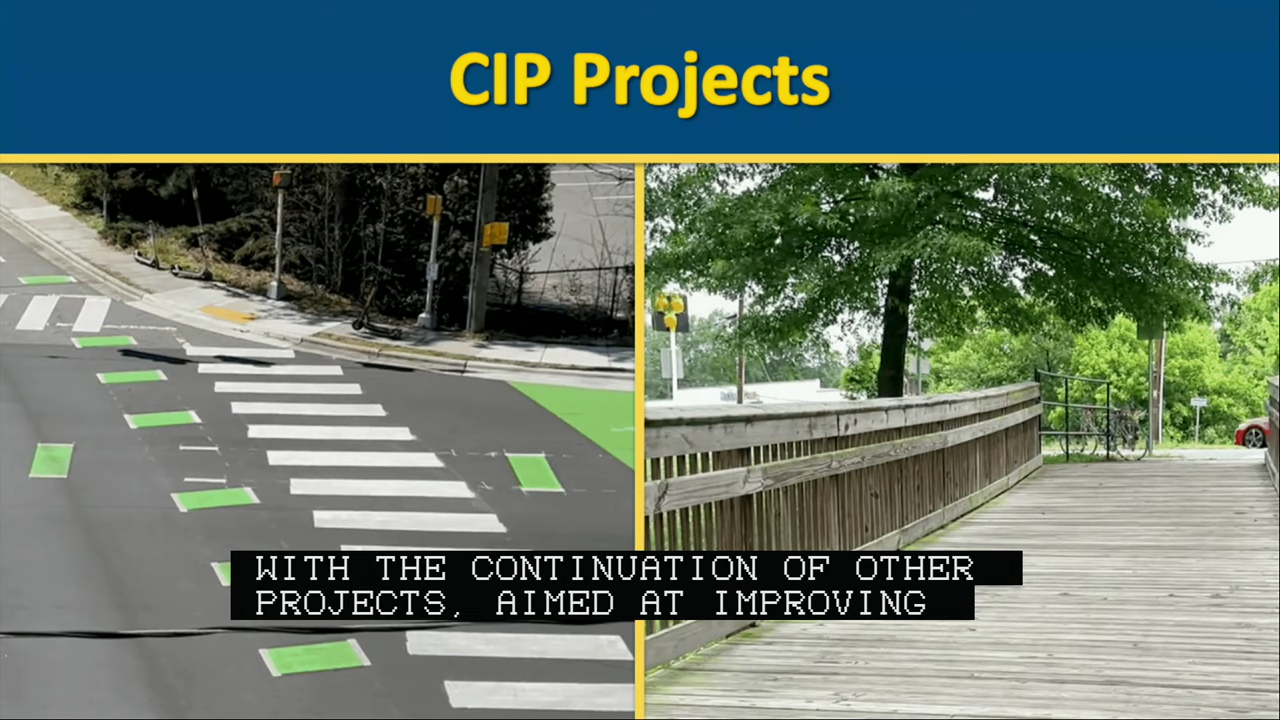 CIP Projects
WITH THE CONTINUATION OF OTHER
PROJECTS, AIMED AT IMPROVING